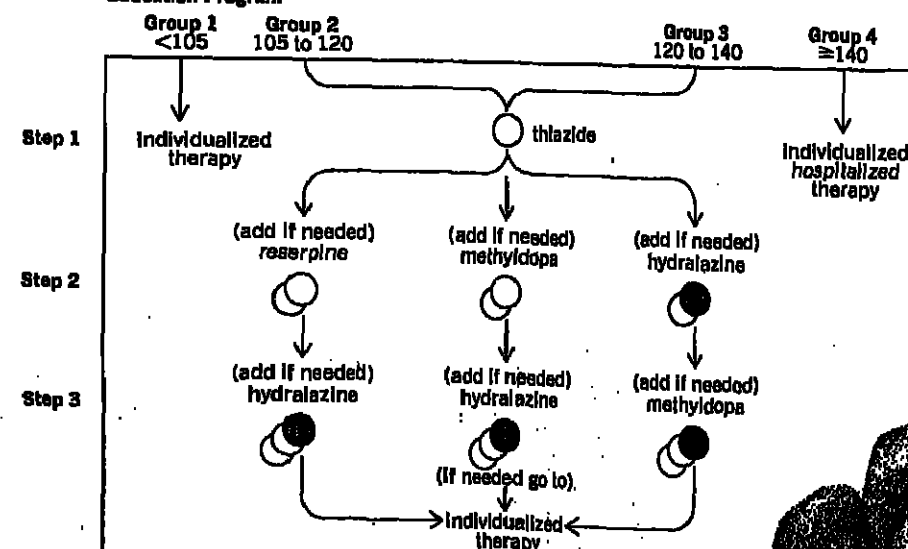 Group 1
<105
Group 2
105 to 120
Group 3
120 to 140
Group 4
≥140
Step 1
individualized
therapy
thiazide
individualized
hospitalized
therapy
Step 2
(add if needed)
reserpine
(add if needed)
methyldopa
(add if needed)
hydralazine
Step 3
(add if needed)
hydralazine
(add if needed)
hydralazine
(add if needed)
methyldopa
(if needed go to)
individualized
therapy